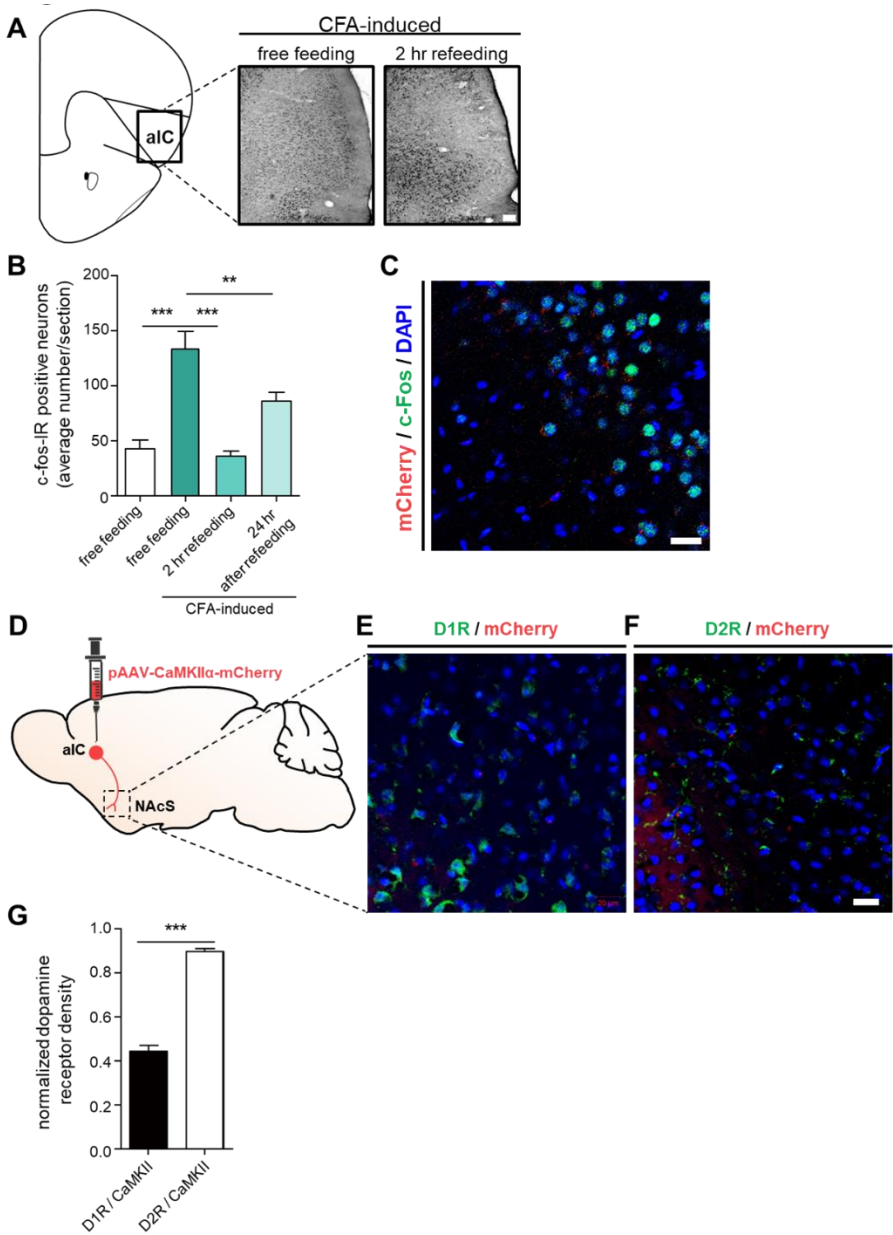 A
CFA-induced
free feeding
2 hr refeeding
aIC
B
c-fos-IR positive neurons
(average number/section)
200
150
100
50
0
***
***
**
free feeding
free feeding
2 hr refeeding
24 hr
after refeeding
CFA-induced
C
mCherry / c-Fos / DAPI
D
pAAV-CaMKIIα-mCherry
aIC
NAcS
E
D1R / mCherry
20 µm
F
D2R / mCherry
G
normalized dopamine
receptor density
1.0
0.8
0.6
0.4
0.2
0.0
***
D1R / CaMKII
D2R / CaMKII